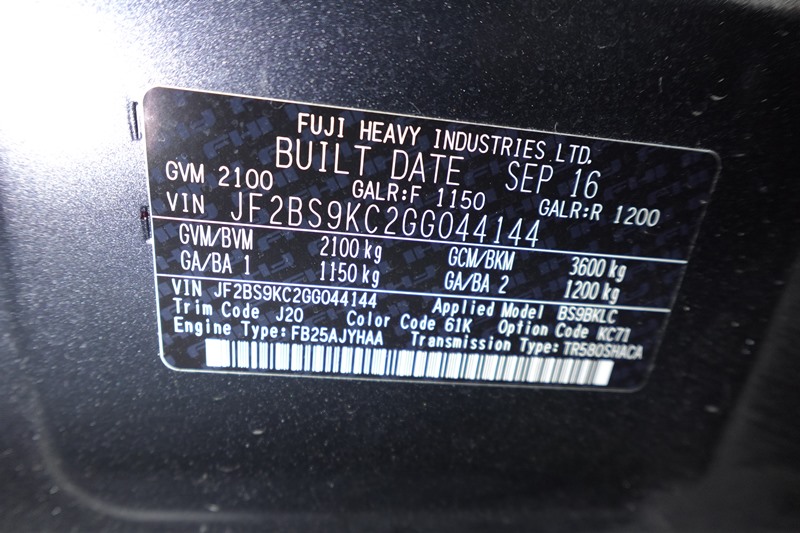 FUJI HEAVY INDUSTRIES LTD.
BUILT DATE SEP 16
GVM 2100 GALR:F 1150 GALR:R 1200
VIN JF2BS9KC2GG044144
GVM/BVM 2100 kg GCM/BKM 3600 kg
GA/BA 1 1150 kg GA/BA 2 1200 kg
VIN JF2BS9KC2GG044144 Applied Model BS9BKLC
Trim Code J20 Color Code 61K Option Code KC71
Engine Type:FB25AJYHAA Transmission Type:TR580SHACA